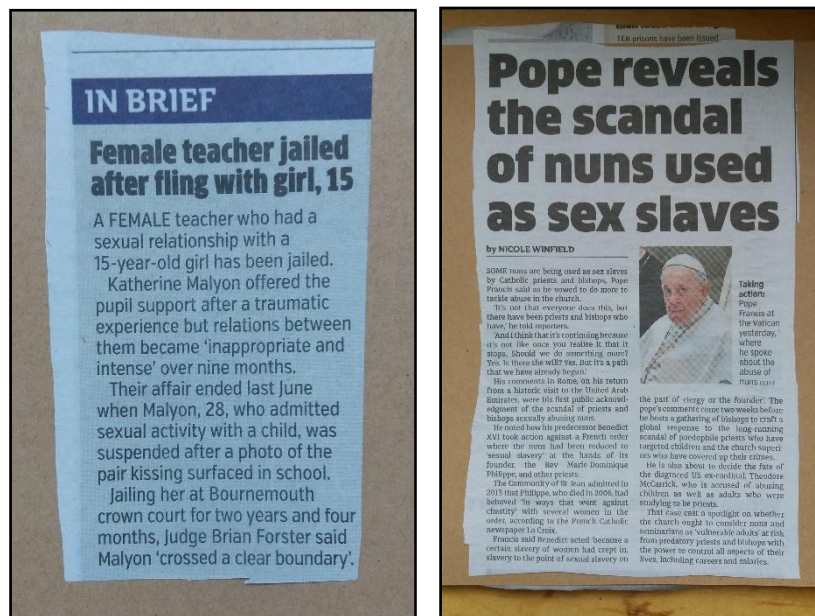 IN BRIEF
Female teacher jailed
after fling with girl, 15
A FEMALE teacher who had a
sexual relationship with a
15-year-old girl has been jailed.
Katherine Malyon offered the
pupil support after a traumatic
experience but relations between
them became ‘inappropriate and
intense’ over nine months.
Their affair ended last June
when Malyon, 28, who admitted
sexual activity with a child, was
suspended after a photo of the
pair kissing surfaced in school.
Jailing her at Bournemouth
crown court for two years and four
months, Judge Brian Forster said
Malyon ‘crossed a clear boundary’.
TEN prisons have been issued
Pope reveals
the scandal
of nuns used
as sex slaves
by NICOLE WINFIELD
SOME nuns are being used as sex slaves
by Catholic priests and bishops, Pope
Francis said as he vowed to do more to
tackle abuse in the church.
‘It’s not that everyone does this, but
there have been priests and bishops who
have,’ he told reporters.
‘And i think that it’s continuing because
it’s not like once you realise it that it
stops. Should we do something more?
Yes. Is there the will? Yes. But it’s a path
that we have already begun.’
His comments in Rome, on his return
from a historic visit to the United Arab
Emirates, were his first public acknowl-
edgment of the scandal of priests and
bishops sexually abusing nuns.
He noted how his predecessor Benedict
XVI took action against a French order
where the nuns had been reduced to
‘sexual slavery’ at the hands of its
founder, the Rev Marie-Dominique
Philippe, and other priests.
The Community of St Jean admitted in
2013 that Philippe, who died in 2006, had
behaved ‘in ways that went against
chastity’ with several women in the
order, according to the French Catholic
newspaper La Croix.
Francis said Benedict acted ‘because a
certain slavery of women had crept in,
slavery to the point of sexual slavery on
Taking
action:
Pope
Francis at
the Vatican
yesterday,
where
he spoke
about the
abuse of
nuns
the part of clergy or the founder’. The
pope’s comments come two weeks before
he hosts a gathering of bishops to craft a
global response to the long-running
scandal of paedophile priests who have
targeted children and the church superi-
ors who have covered up their crimes.
He is also about to decide the fate of
the disgraced US ex-cardinal, Theodore
McCarrick, who is accused of abusing
children as well as adults who were
studying to be priests.
That case cast a spotlight on whether
the church ought to consider nuns and
seminarians as ‘vulnerable adults’ at risk
from predatory priests and bishops with
the power to control all aspects of their
lives, including careers and salaries.